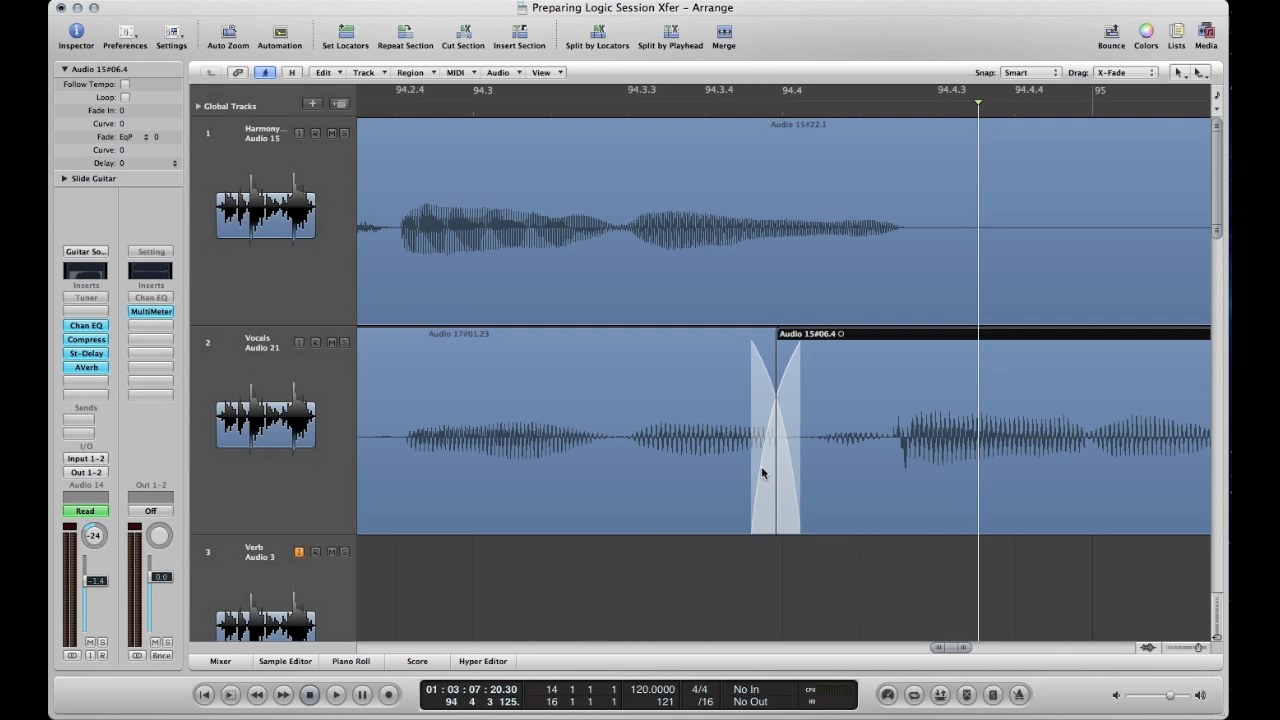 Preparing Logic Session Xfer – Arrange
Inspector Preferences Settings Auto Zoom Automation Set Locators Repeat Section Cut Section Insert Section Split by Locators Split by Playhead Merge Bounce Colors Lists Media
Audio 15#06.4
H Edit Track Region MIDI Audio View Snap: Smart Drag: X-Fade
Follow Tempo:
Loop:
Fade In: 0
Curve: 0
Fade: EqP 0
Curve: 0
Delay: 0
Slide Guitar
94.2.4 94.3 94.3.3 94.3.4 94.4 94.4.3 94.4.4 95
Global Tracks
1 Harmony... I R M S
Audio 15
Audio 15#22.1
2 Vocals I R M S
Audio 21
Audio 17#01.23
Audio 15#06.4
3 Verb I R M S
Audio 3
Guitar So... Setting
Inserts Inserts
Tuner Chan EQ
MultiMeter
Chan EQ
Compress
St-Delay
AVerb
Sends
I/O
Input 1-2
Out 1-2
Audio 14 Out 1-2
Read Off
-24
-1.4 0.0
M S M S
I R Bnce
Mixer Sample Editor Piano Roll Score Hyper Editor
01:03:07:20.30 14 1 1 1 120.0000 4/4 No In CPU
94 4 3 125. 16 1 1 1 121 /16 No Out HD